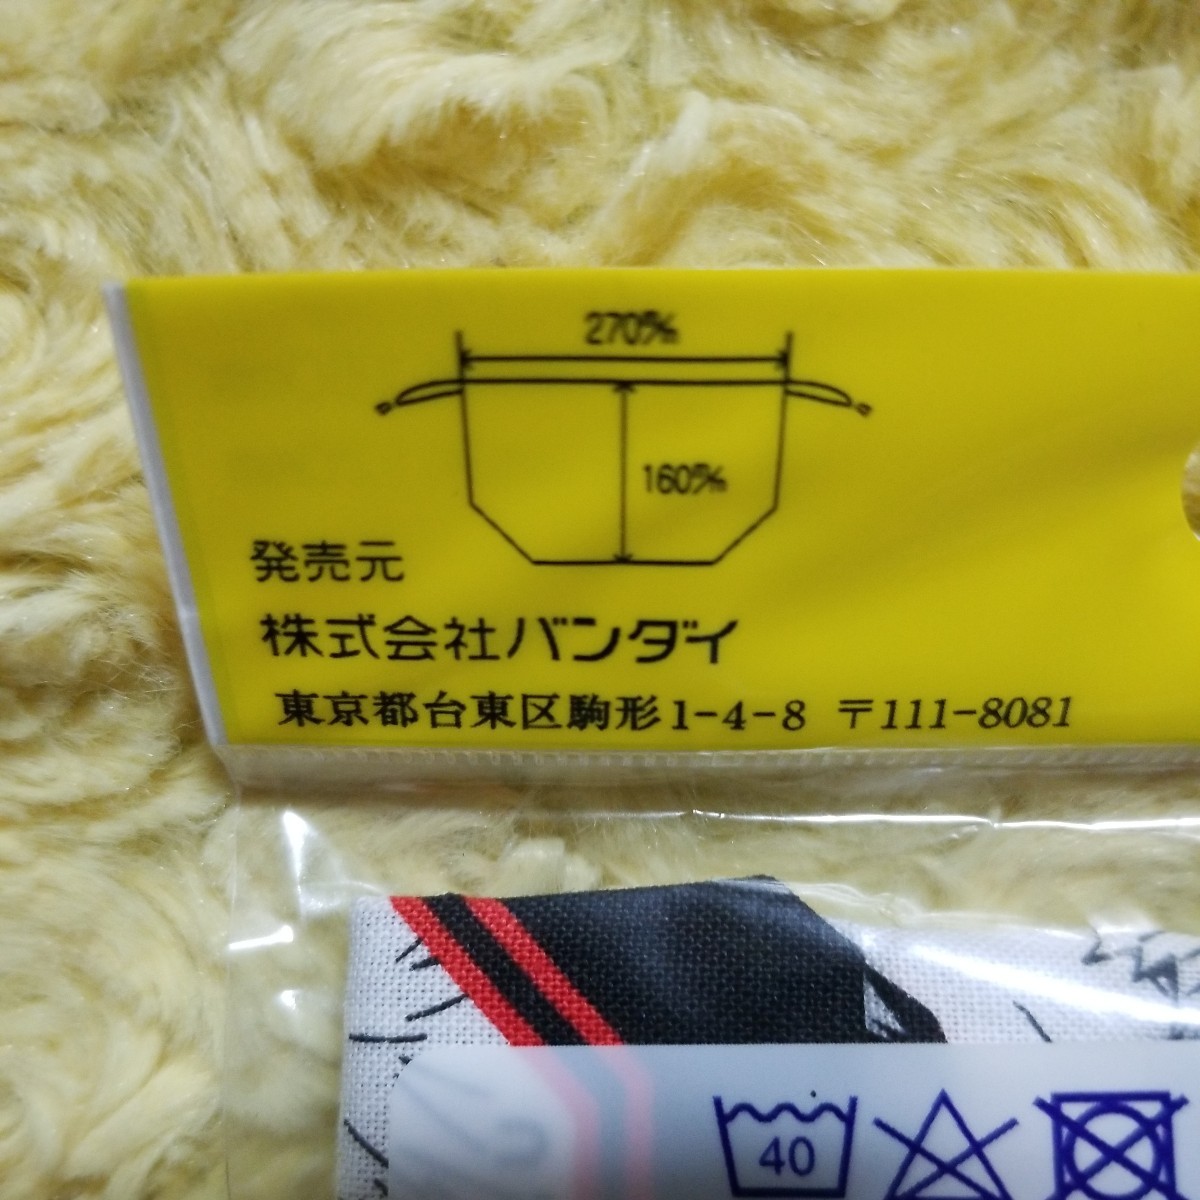 270㎜
160㎜
発売元
株式会社バンダイ
東京都台東区駒形1-4-8 〒111-8081
40